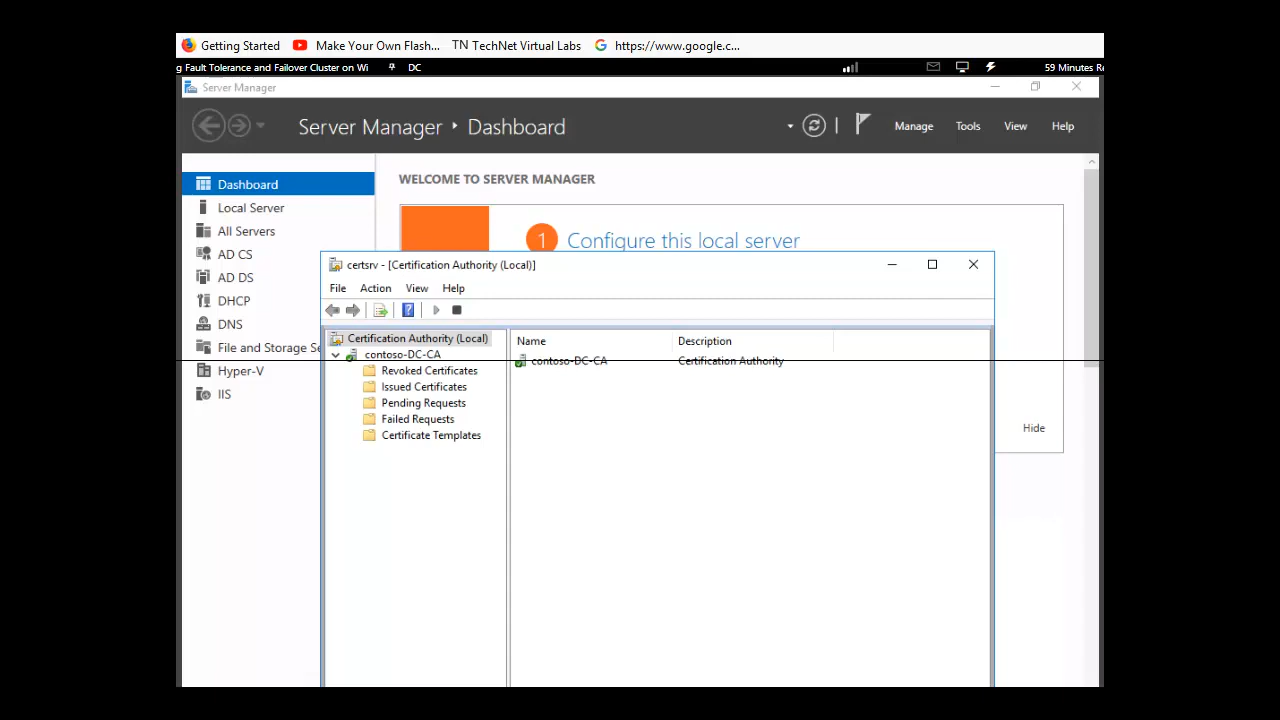 Getting Started Make Your Own Flash... TN TechNet Virtual Labs https://www.google.c...
g Fault Tolerance and Failover Cluster on Wi DC 59 Minutes Re
Server Manager
Server Manager Dashboard Manage Tools View Help
Dashboard
Local Server
All Servers
AD CS
AD DS
DHCP
DNS
File and Storage Se
Hyper-V
IIS
WELCOME TO SERVER MANAGER
1 Configure this local server
Hide
certsrv - [Certification Authority (Local)]
File Action View Help
Certification Authority (Local)
contoso-DC-CA
Revoked Certificates
Issued Certificates
Pending Requests
Failed Requests
Certificate Templates
Name Description
contoso-DC-CA Certification Authority